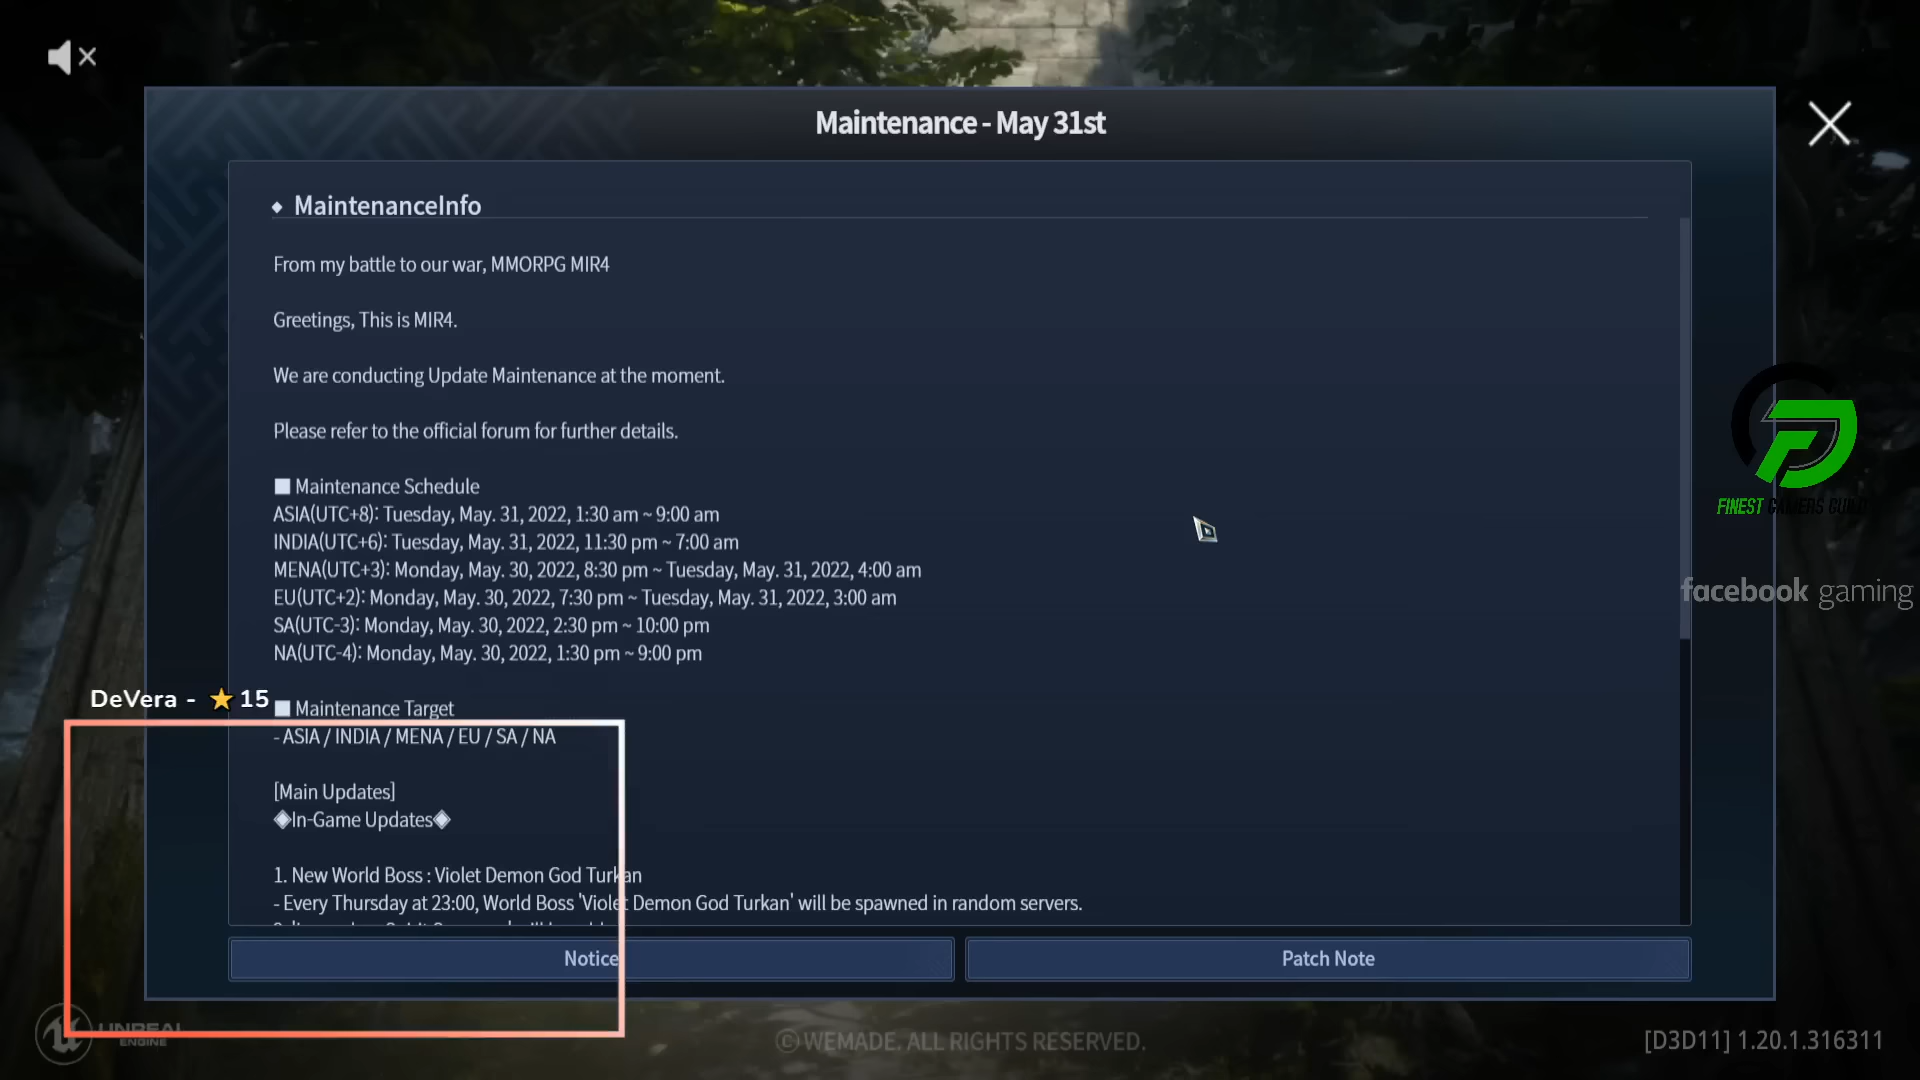 Maintenance - May 31st
◆ MaintenanceInfo
From my battle to our war, MMORPG MIR4
Greetings, This is MIR4.
We are conducting Update Maintenance at the moment.
Please refer to the official forum for further details.
■ Maintenance Schedule
ASIA(UTC+8): Tuesday, May. 31, 2022, 1:30 am ~ 9:00 am
INDIA(UTC+6): Tuesday, May. 31, 2022, 11:30 pm ~ 7:00 am
MENA(UTC+3): Monday, May. 30, 2022, 8:30 pm ~ Tuesday, May. 31, 2022, 4:00 am
EU(UTC+2): Monday, May. 30, 2022, 7:30 pm ~ Tuesday, May. 31, 2022, 3:00 am
SA(UTC-3): Monday, May. 30, 2022, 2:30 pm ~ 10:00 pm
NA(UTC-4): Monday, May. 30, 2022, 1:30 pm ~ 9:00 pm
DeVera - ★ 15
■ Maintenance Target
- ASIA / INDIA / MENA / EU / SA / NA
[Main Updates]
◆In-Game Updates◆
1. New World Boss : Violet Demon God Turkan
- Every Thursday at 23:00, World Boss 'Violet Demon God Turkan' will be spawned in random servers.
Notice
Patch Note
FINEST GAMERS GUILD
facebook gaming
UNREAL
ENGINE
© WEMADE. ALL RIGHTS RESERVED.
[D3D11] 1.20.1.316311